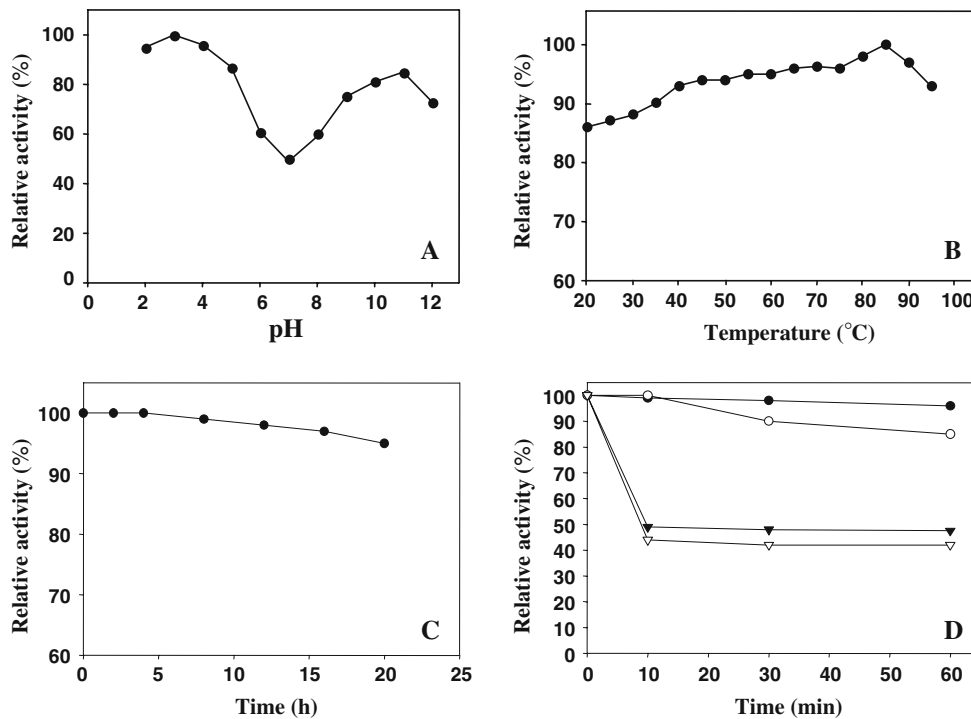 Relative activity (%)
100
80
60
40
20
0
0 2 4 6 8 10 12
pH
A
Relative activity (%)
100
90
80
70
60
20 30 40 50 60 70 80 90 100
Temperature (°C)
B
Relative activity (%)
100
90
80
70
60
0 5 10 15 20 25
Time (h)
C
Relative activity (%)
100
90
80
70
60
50
40
30
20
10
0
0 10 20 30 40 50 60
Time (min)
D